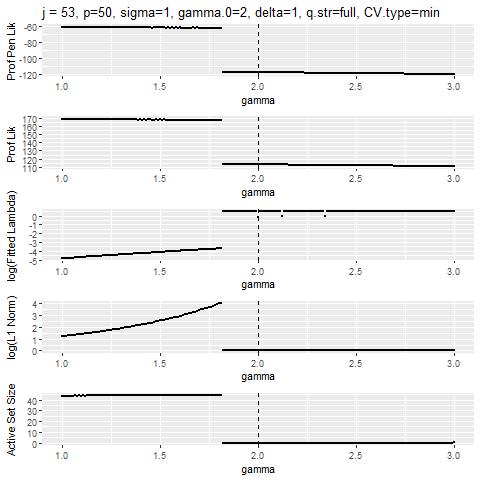 j = 53, p=50, sigma=1, gamma.0=2, delta=1, q.str=full, CV.type=min
Prof Pen Lik
-60
-80
-100
-120
1.0 1.5 2.0 2.5 3.0
gamma
Prof Lik
170
160
150
140
130
120
110
1.0 1.5 2.0 2.5 3.0
gamma
log(Fitted Lambda)
0
-1
-2
-3
-4
-5
1.0 1.5 2.0 2.5 3.0
gamma
log(L1 Norm)
4
3
2
1
0
1.0 1.5 2.0 2.5 3.0
gamma
Active Set Size
40
30
20
10
0
1.0 1.5 2.0 2.5 3.0
gamma